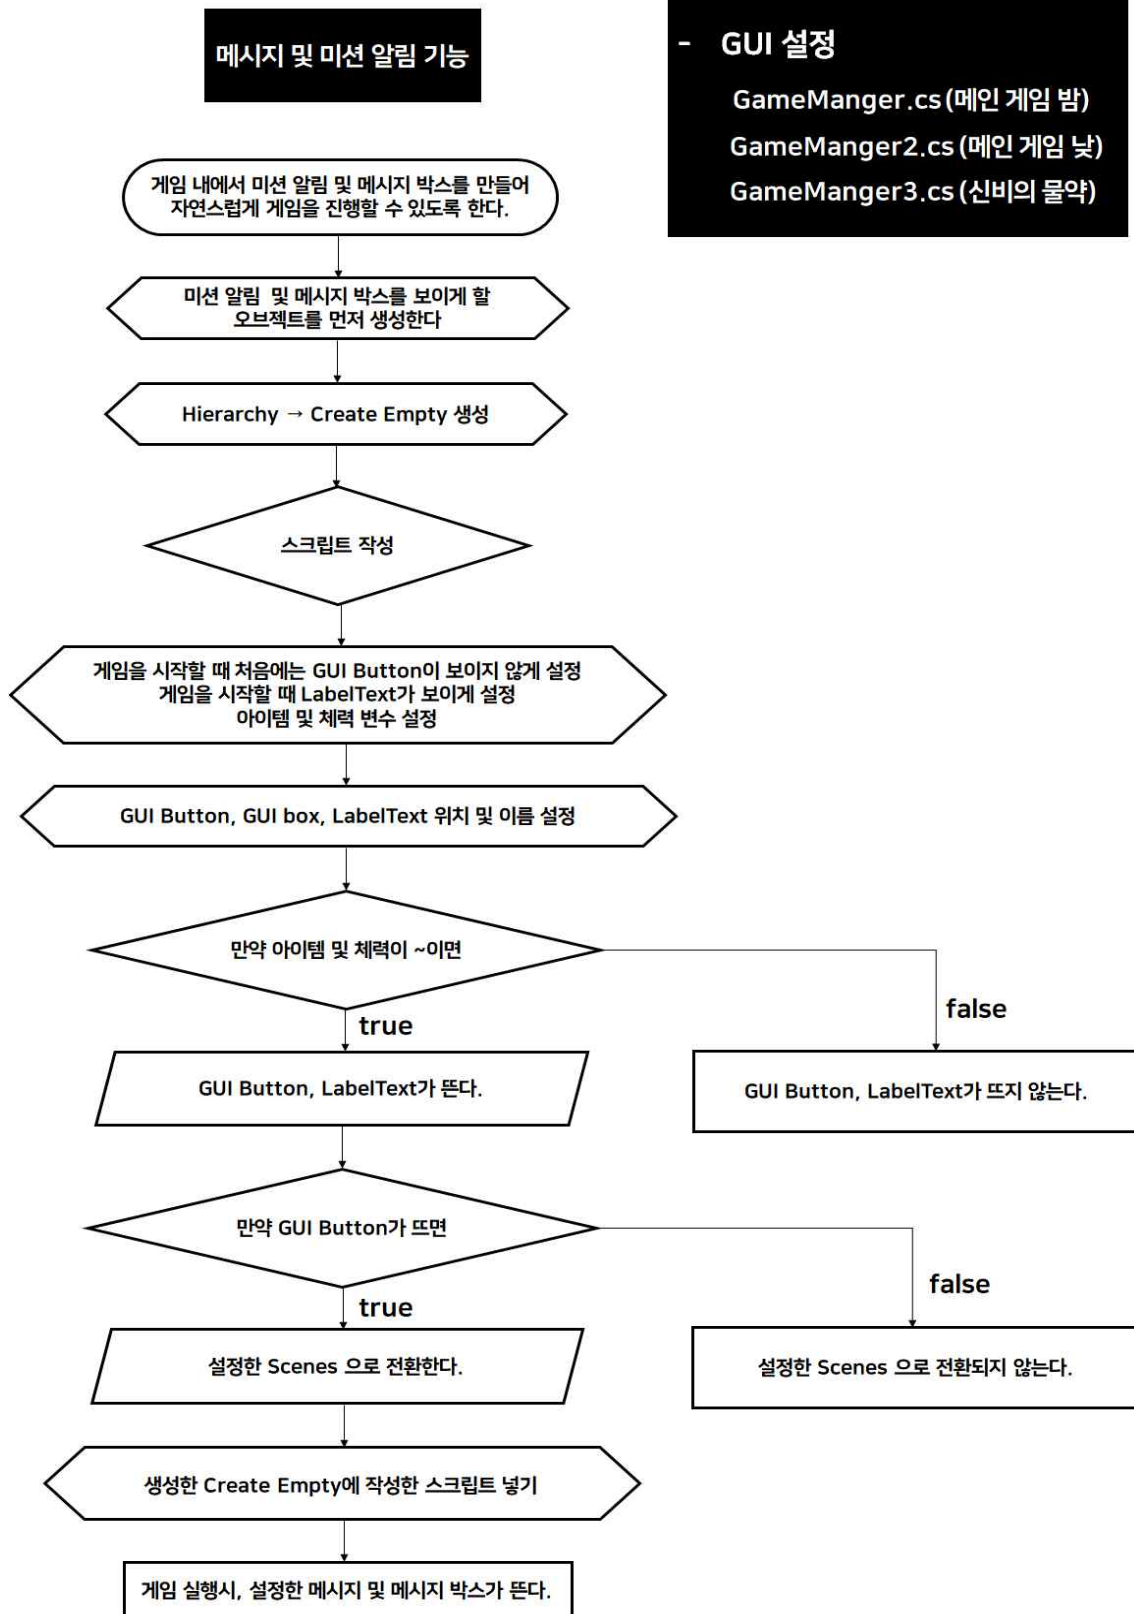 메시지 및 미션 알림 기능
- GUI 설정
GameManger.cs(메인 게임 밤)
GameManger2.cs(메인 게임 낮)
GameManger3.cs(신비의 물약)
게임 내에서 미션 알림 및 메시지 박스를 만들어
자연스럽게 게임을 진행할 수 있도록 한다.
미션 알림 및 메시지 박스를 보이게 할
오브젝트를 먼저 생성한다
Hierarchy → Create Empty 생성
스크립트 작성
게임을 시작할 때 처음에는 GUI Button이 보이지 않게 설정
게임을 시작할 때 LabelText가 보이게 설정
아이템 및 체력 변수 설정
GUI Button, GUI box, LabelText 위치 및 이름 설정
만약 아이템 및 체력이 ~이면
true
false
GUI Button, LabelText가 뜬다.
GUI Button, LabelText가 뜨지 않는다.
만약 GUI Button가 뜨면
true
false
설정한 Scenes 으로 전환한다.
설정한 Scenes 으로 전환되지 않는다.
생성한 Create Empty에 작성한 스크립트 넣기
게임 실행시, 설정한 메시지 및 메시지 박스가 뜬다.